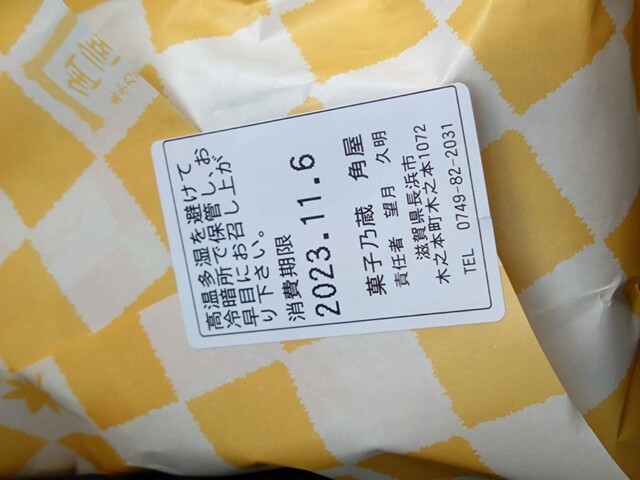 高温多湿を避けて
冷暗所で保管し、お
早目にお召し上が
り下さい。
消費期限
2023.11.6
菓子乃蔵 角屋
責任者 望月 久明
滋賀県長浜市
木之本町木之本1072
TEL 0749-82-2031